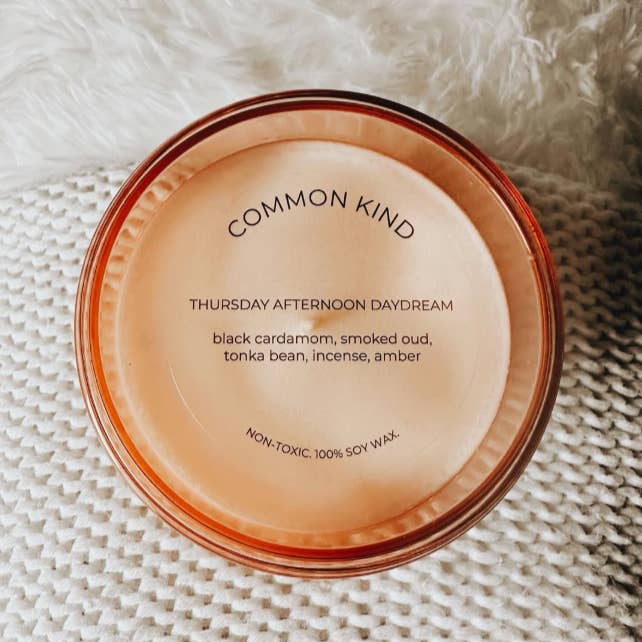 COMMON KIND
THURSDAY AFTERNOON DAYDREAM
black cardamom, smoked oud,
tonka bean, incense, amber
NON-TOXIC. 100% SOY WAX.